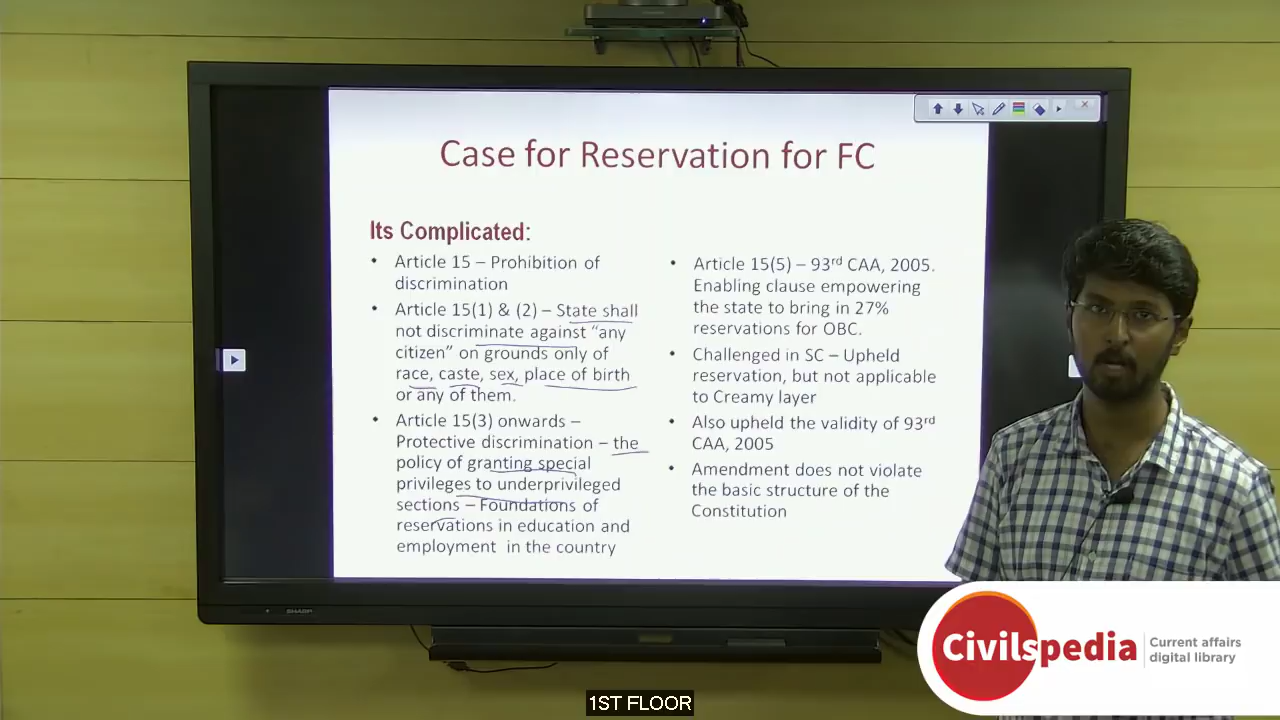 Case for Reservation for FC
Its Complicated:
• Article 15 – Prohibition of
discrimination
• Article 15(1) & (2) – State shall
not discriminate against “any
citizen” on grounds only of
race, caste, sex, place of birth
or any of them.
• Article 15(3) onwards –
Protective discrimination – the
policy of granting special
privileges to underprivileged
sections – Foundations of
reservations in education and
employment in the country
• Article 15(5) – 93rd CAA, 2005.
Enabling clause empowering
the state to bring in 27%
reservations for OBC.
• Challenged in SC – Upheld
reservation, but not applicable
to Creamy layer
• Also upheld the validity of 93rd
CAA, 2005
• Amendment does not violate
the basic structure of the
Constitution
SHARP
Civilspedia
Current affairs
digital library
1ST FLOOR